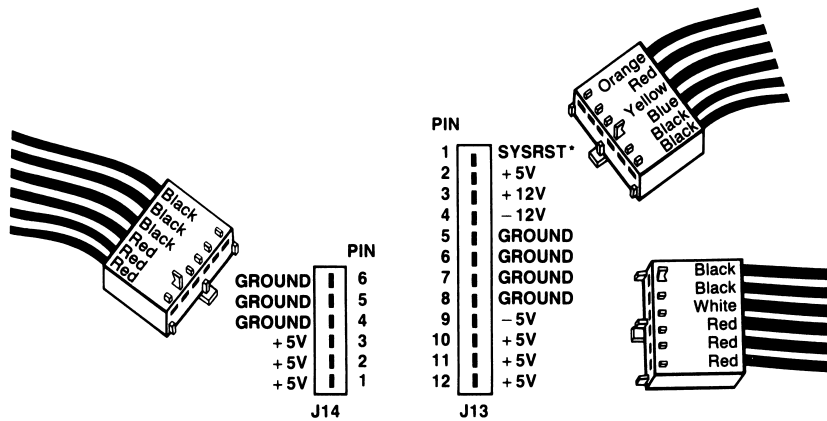 Orange
Red
Yellow
Blue
Black
Black
Black
Black
Black
Red
Red
Red
PIN
6
5
4
3
2
1
GROUND
GROUND
GROUND
+5V
+5V
+5V
J14
PIN
1 SYSRST*
2 +5V
3 +12V
4 −12V
5 GROUND
6 GROUND
7 GROUND
8 GROUND
9 −5V
10 +5V
11 +5V
12 +5V
J13
Black
Black
White
Red
Red
Red